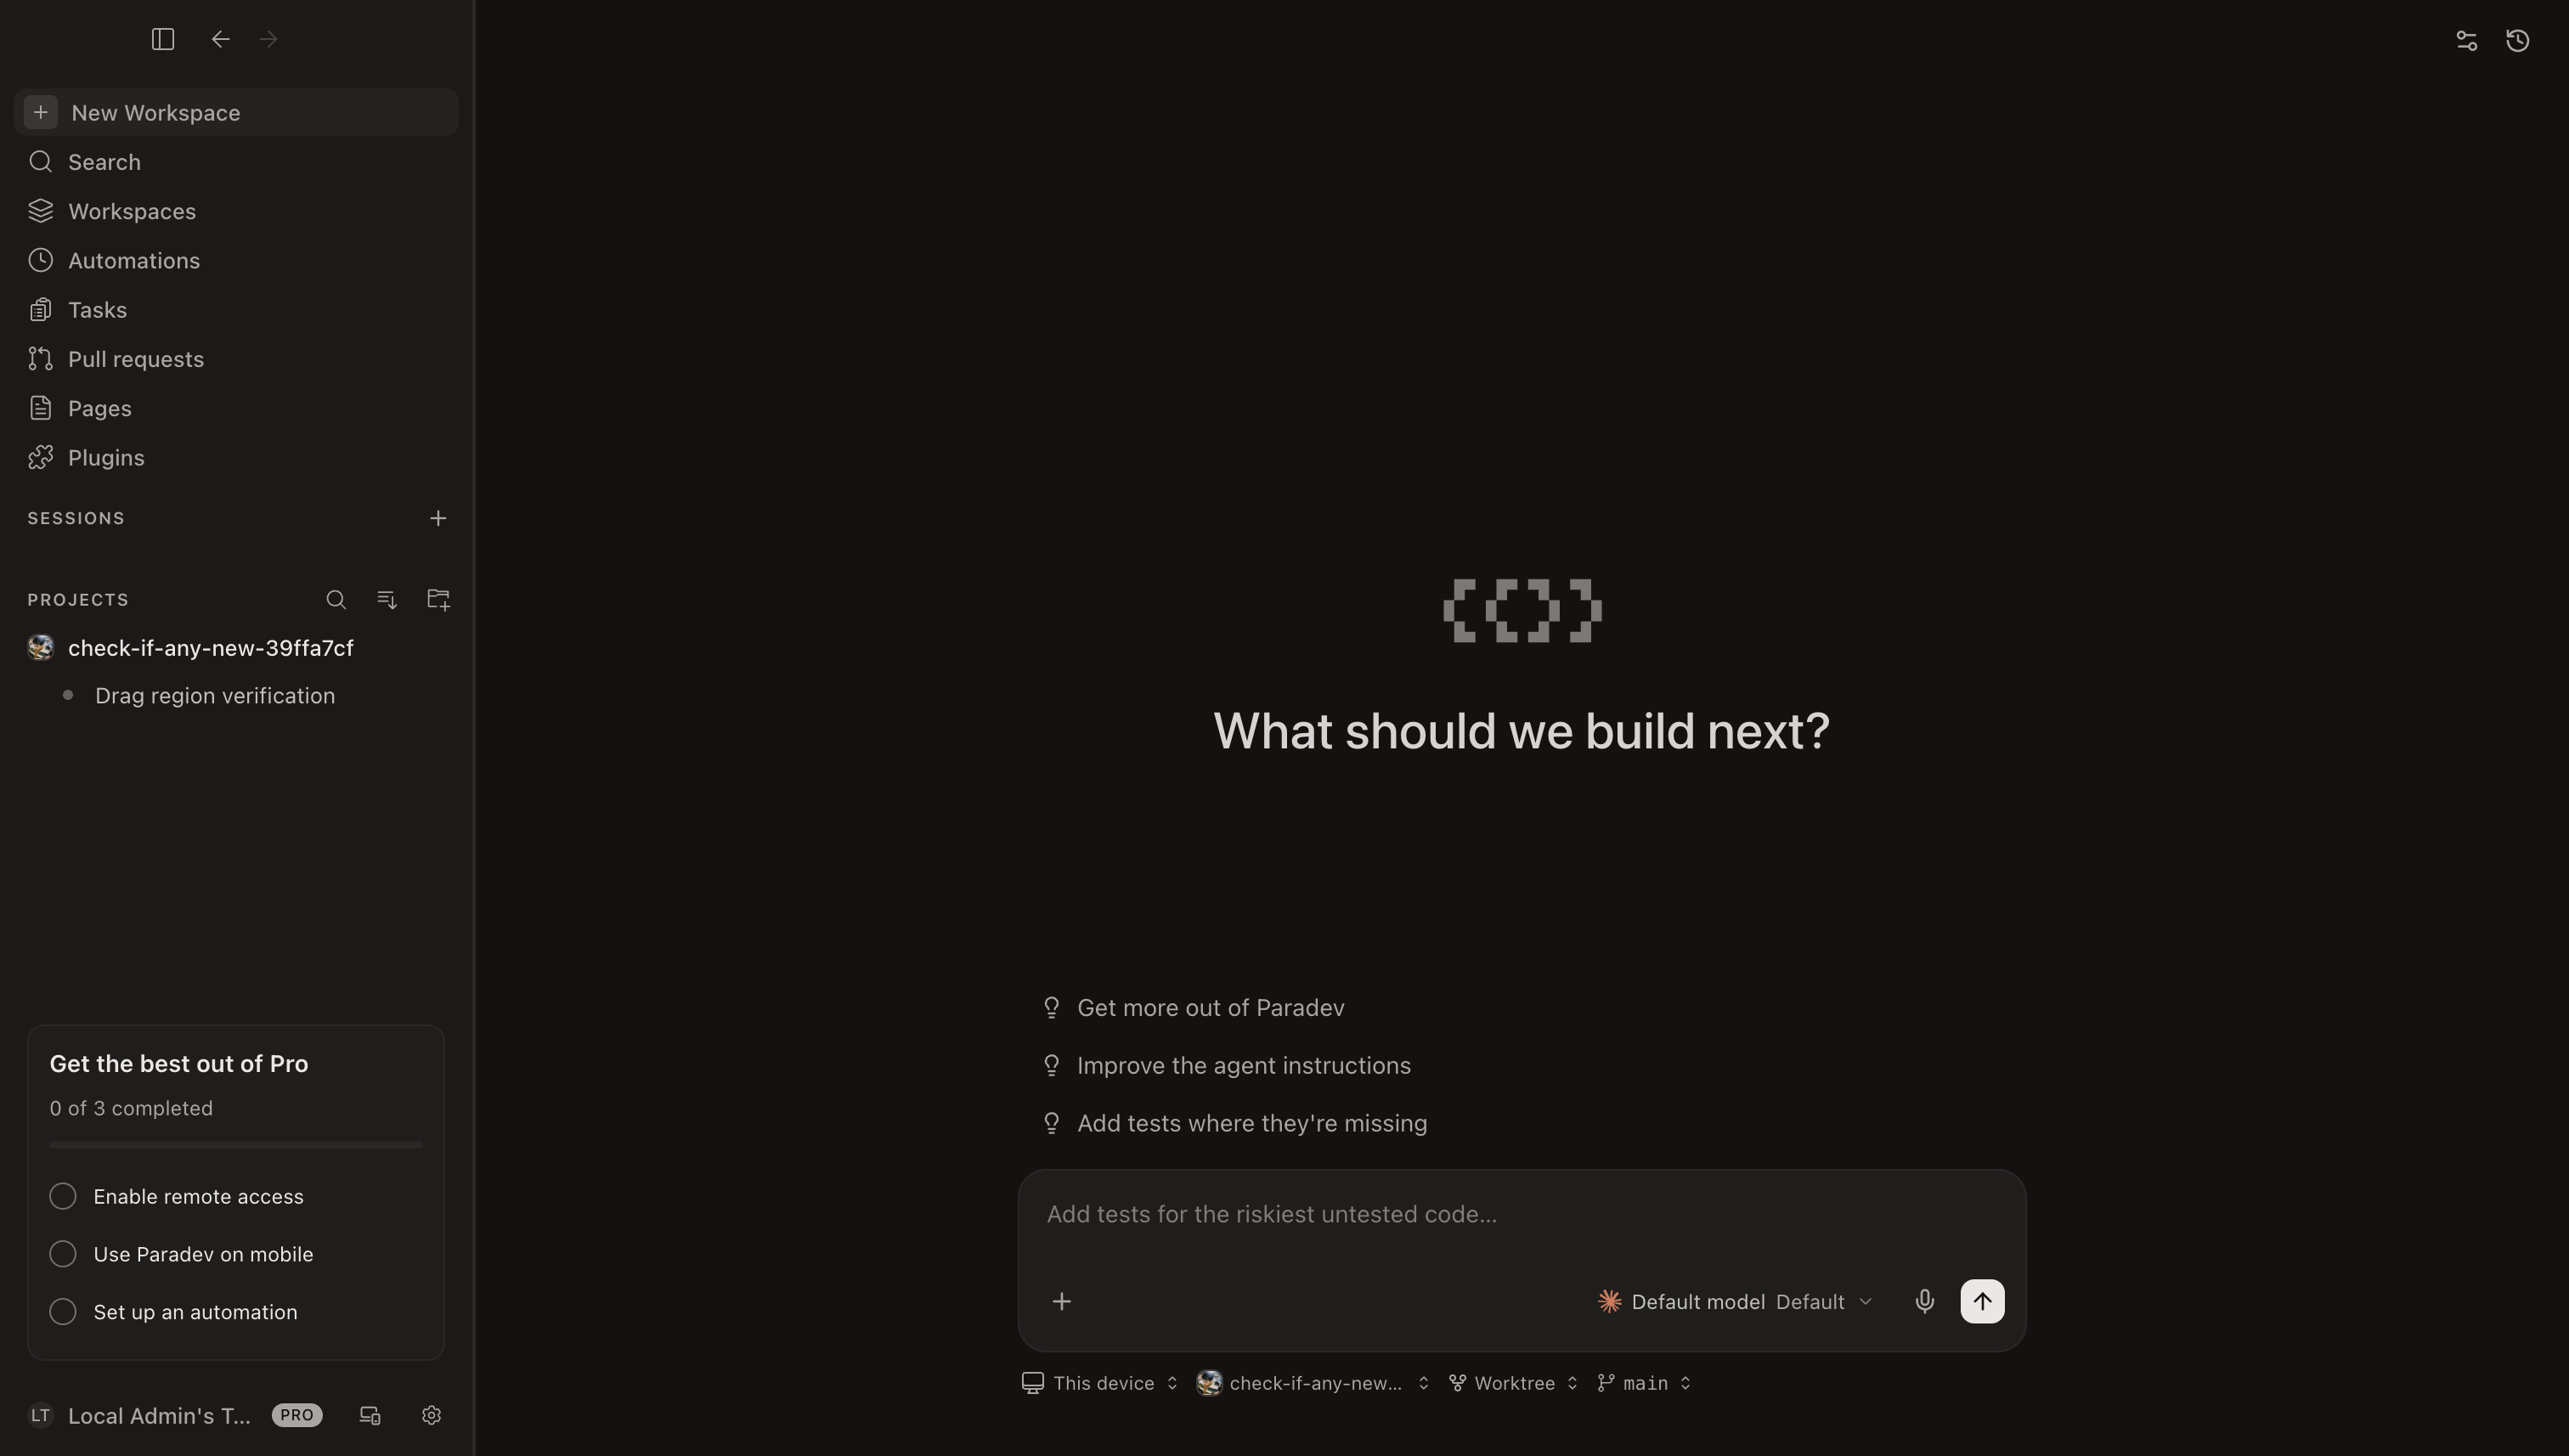 New Workspace
Search
Workspaces
Automations
Tasks
Pull requests
Pages
Plugins
SESSIONS
PROJECTS
check-if-any-new-39ffa7cf
Drag region verification
Get the best out of Pro
0 of 3 completed
Enable remote access
Use Paradev on mobile
Set up an automation
LT Local Admin's T... PRO
What should we build next?
Get more out of Paradev
Improve the agent instructions
Add tests where they're missing
Add tests for the riskiest untested code...
Default model Default
This device check-if-any-new... Worktree main